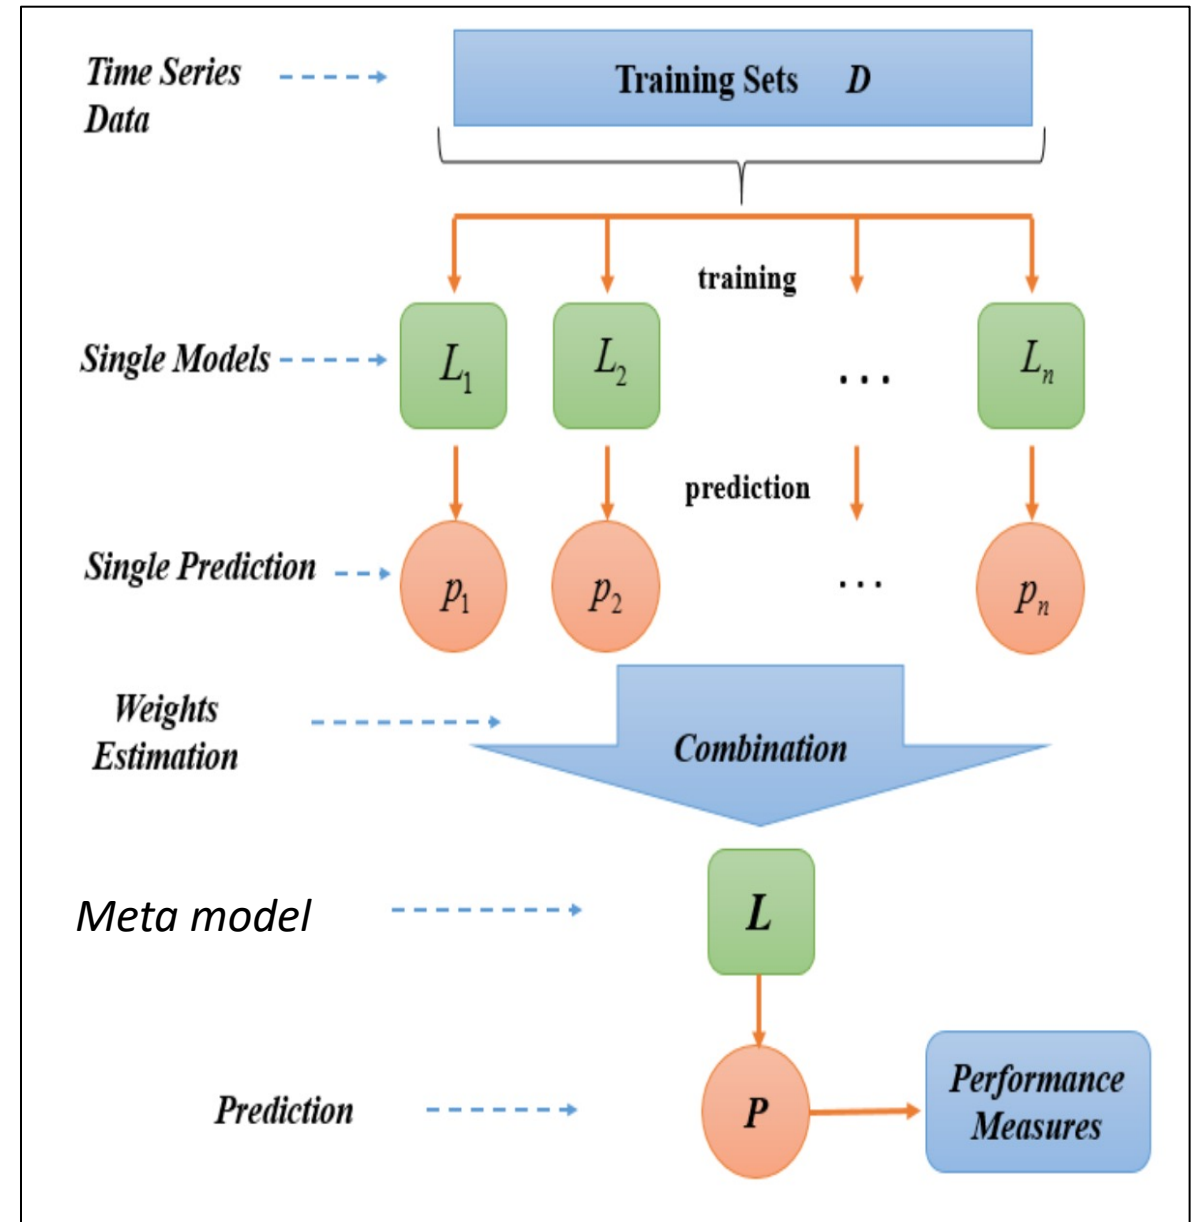 Time Series
Data
Training Sets D
training
Single Models
L₁
L₂
...
Lₙ
prediction
Single Prediction
p₁
p₂
...
pₙ
Weights
Estimation
Combination
Meta model
L
Prediction
P
Performance
Measures